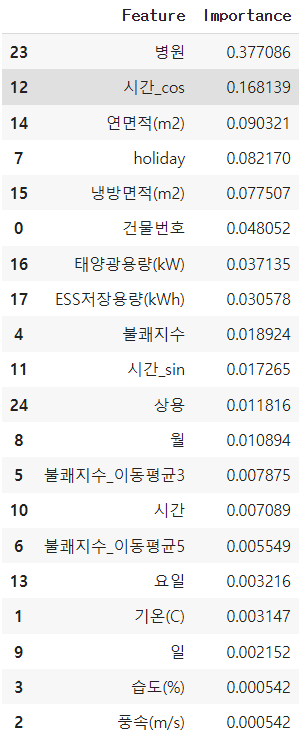 Feature Importance
23 병원 0.377086
12 시간_cos 0.168139
14 연면적(m2) 0.090321
7 holiday 0.082170
15 냉방면적(m2) 0.077507
0 건물번호 0.048052
16 태양광용량(kW) 0.037135
17 ESS저장용량(kWh) 0.030578
4 불쾌지수 0.018924
11 시간_sin 0.017265
24 상용 0.011816
8 월 0.010894
5 불쾌지수_이동평균3 0.007875
10 시간 0.007089
6 불쾌지수_이동평균5 0.005549
13 요일 0.003216
1 기온(C) 0.003147
9 일 0.002152
3 습도(%) 0.000542
2 풍속(m/s) 0.000542